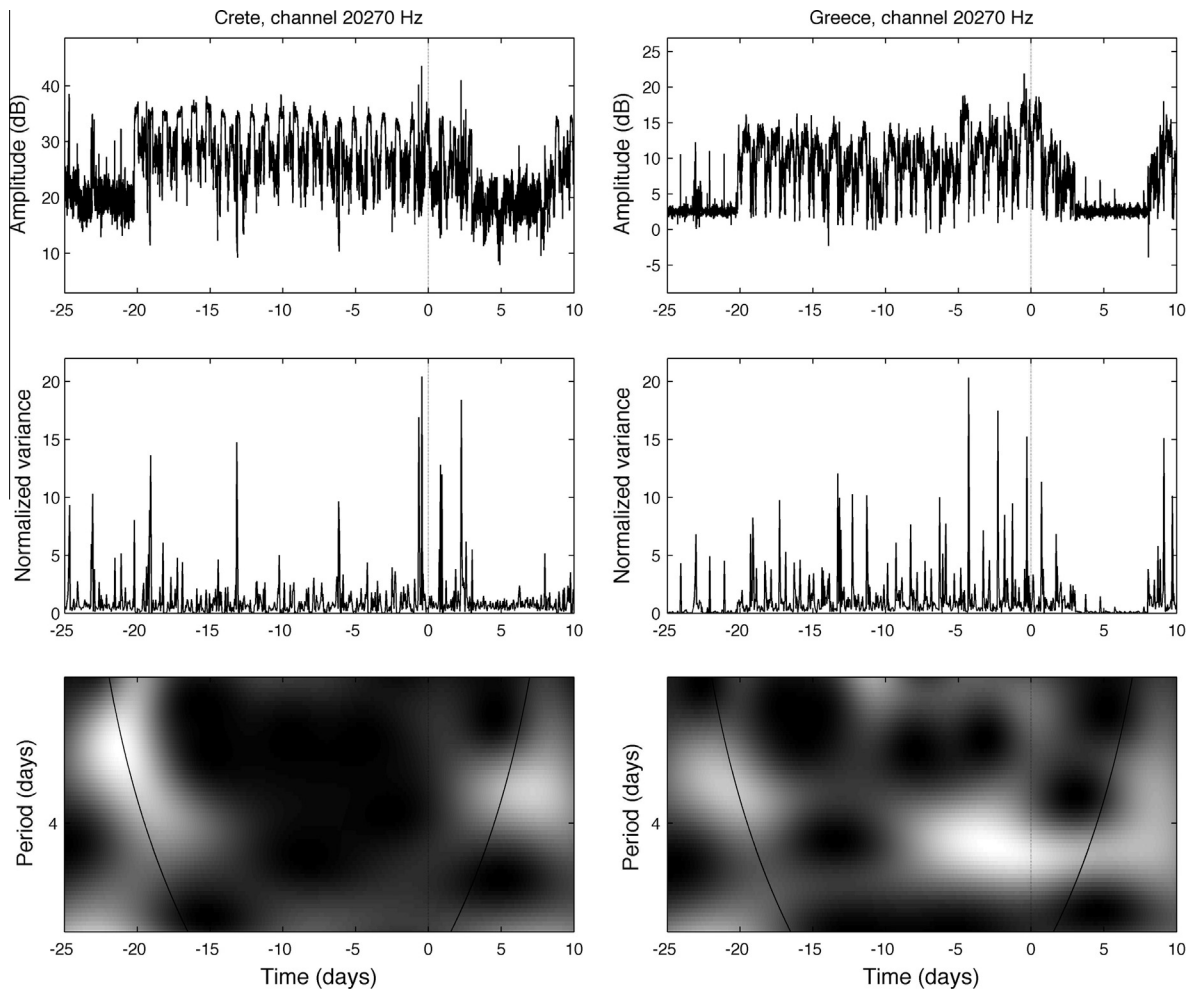 Crete, channel 20270 Hz
Amplitude (dB)
40
30
20
10
-25 -20 -15 -10 -5 0 5 10
Greece, channel 20270 Hz
Amplitude (dB)
25
20
15
10
5
0
-5
-25 -20 -15 -10 -5 0 5 10
Normalized variance
20
15
10
5
0
-25 -20 -15 -10 -5 0 5 10
Normalized variance
20
15
10
5
0
-25 -20 -15 -10 -5 0 5 10
Period (days)
4
-25 -20 -15 -10 -5 0 5 10
Time (days)
Period (days)
4
-25 -20 -15 -10 -5 0 5 10
Time (days)